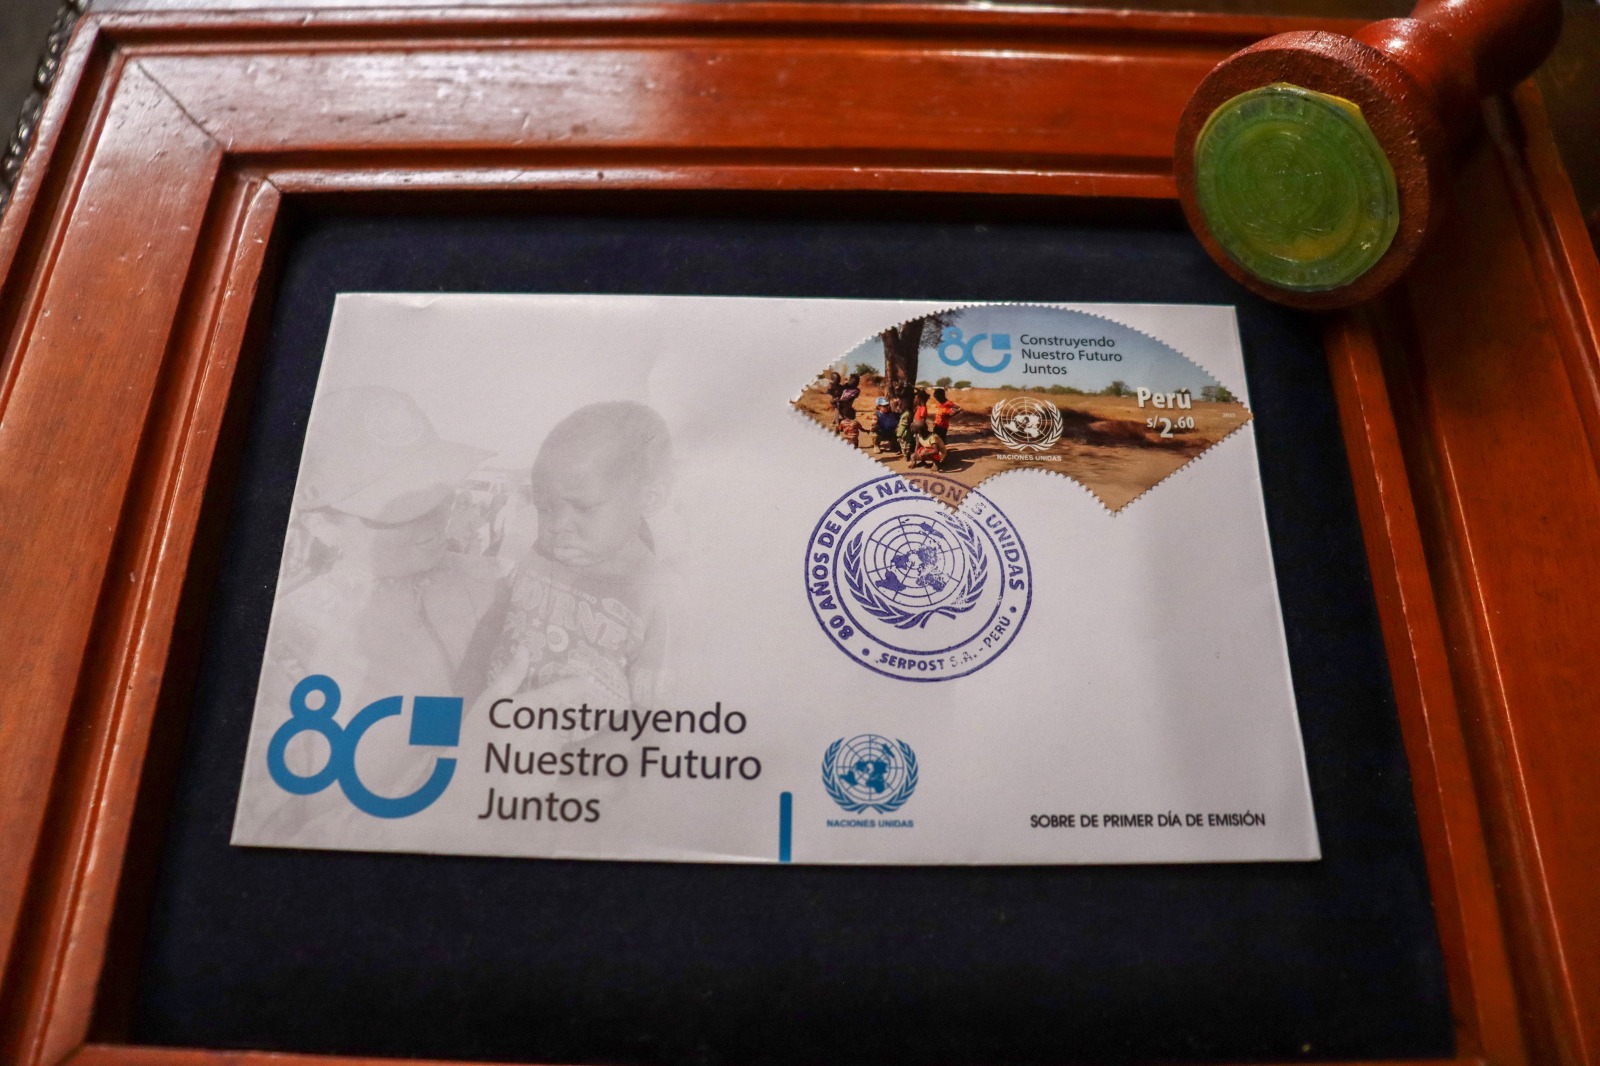 80 Construyendo
Nuestro Futuro
Juntos
Perú
s/2.60
NACIONES UNIDAS
80 AÑOS DE LAS NACIONES UNIDAS
SERPOST S.A. - PERÚ
80 Construyendo
Nuestro Futuro
Juntos
NACIONES UNIDAS
SOBRE DE PRIMER DÍA DE EMISIÓN